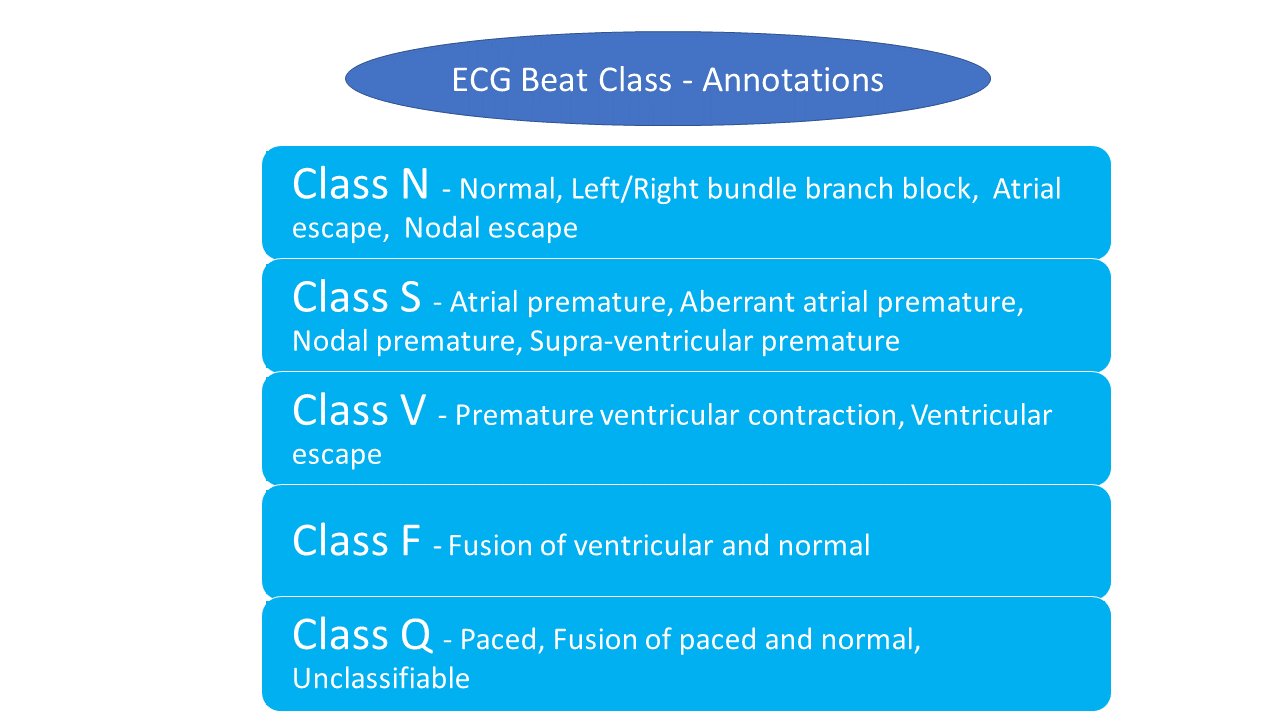 ECG Beat Class - Annotations
Class N - Normal, Left/Right bundle branch block, Atrial
escape, Nodal escape
Class S - Atrial premature, Aberrant atrial premature,
Nodal premature, Supra-ventricular premature
Class V - Premature ventricular contraction, Ventricular
escape
Class F - Fusion of ventricular and normal
Class Q - Paced, Fusion of paced and normal,
Unclassifiable